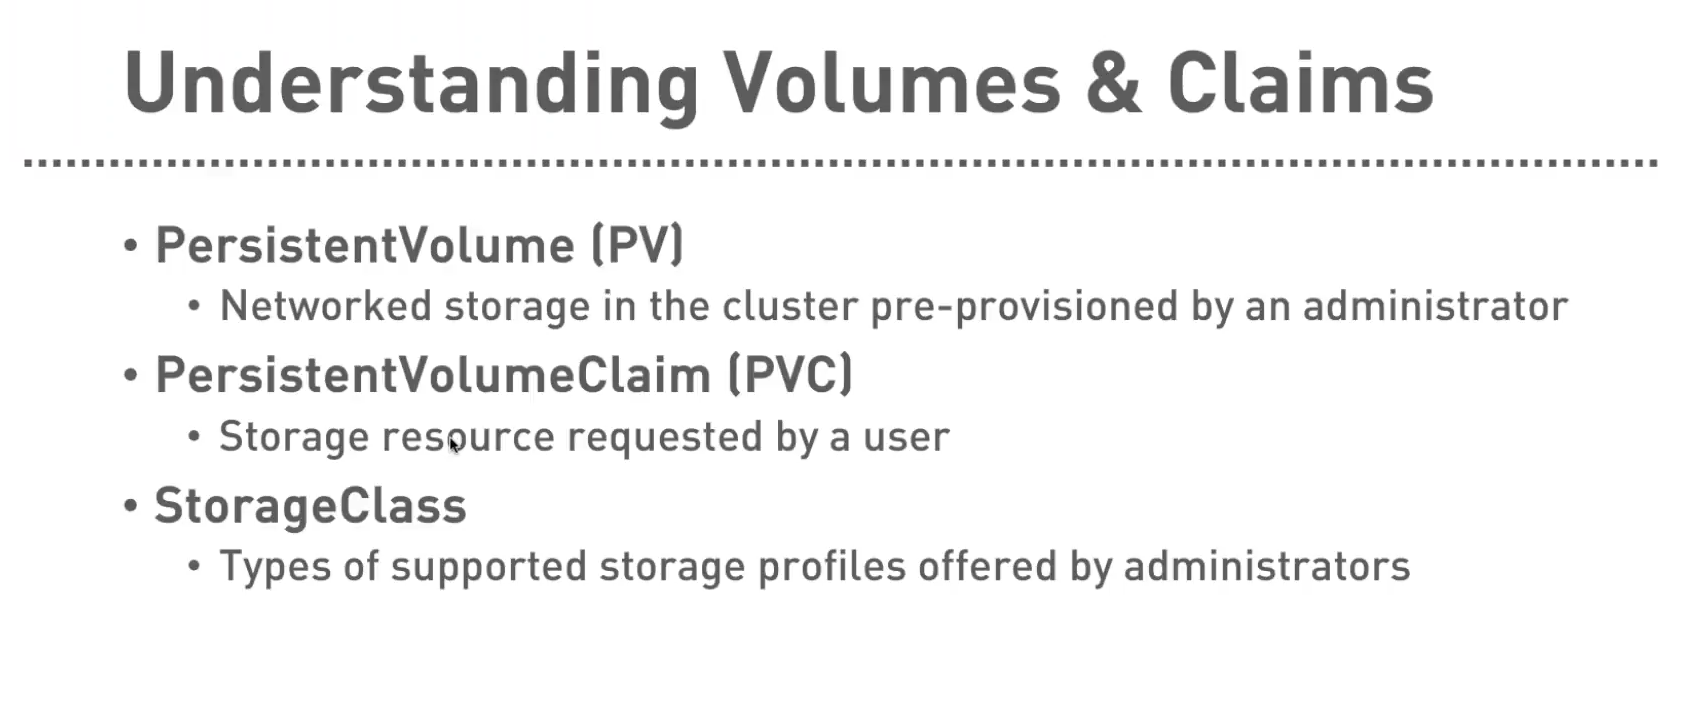 Understanding Volumes & Claims
• PersistentVolume (PV)
• Networked storage in the cluster pre-provisioned by an administrator
• PersistentVolumeClaim (PVC)
• Storage resource requested by a user
• StorageClass
• Types of supported storage profiles offered by administrators